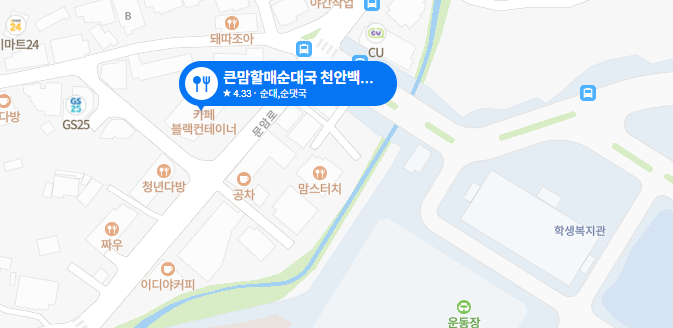 야간작업
24
이마트24
B
돼따조아
CU
CU
큰맘할매순대국 천안백...
★ 4.33 · 순대,순댓국
다방
GS25
GS25
카페
블랙컨테이너
문암로
청년다방
공차
맘스터치
짜우
이디야커피
학생복지관
운동장